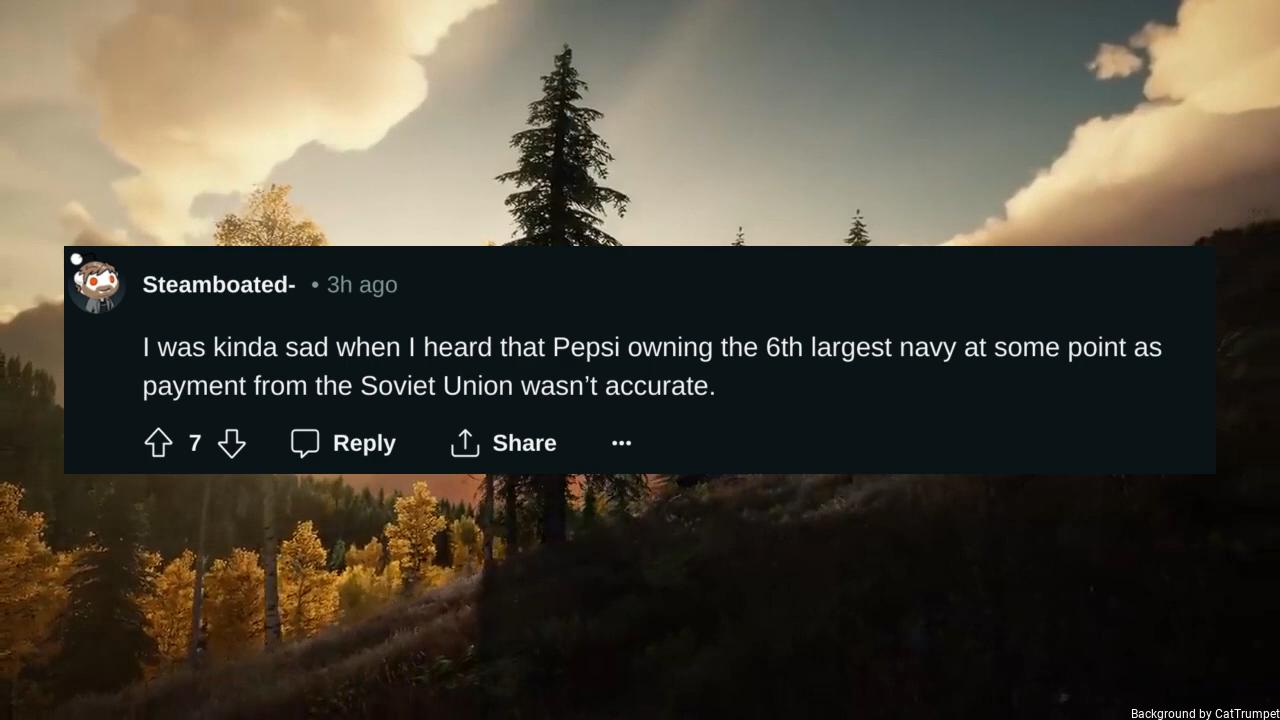 Steamboated- • 3h ago
I was kinda sad when I heard that Pepsi owning the 6th largest navy at some point as
payment from the Soviet Union wasn’t accurate.
7 Reply Share ···
Background by CatTrumpet